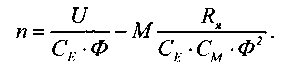 n = U / (C_E · Φ) − M R_я / (C_E · C_M · Φ²).